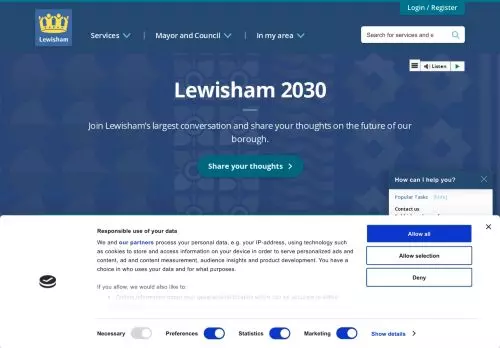 Login / Register
Lewisham
Services
Mayor and Council
In my area
Search for services and e
Listen
Lewisham 2030
Join Lewisham's largest conversation and share your thoughts on the future of our
borough.
Share your thoughts
How can I help you?
Popular Tasks
Contact us
Responsible use of your data
We and our partners process your personal data, e.g. your IP-address, using technology such
as cookies to store and access information on your device in order to serve personalized ads and
content, ad and content measurement, audience insights and product development. You have a
choice in who uses your data and for what purposes.
If you allow, we would also like to:
Allow all
Allow selection
Deny
Necessary
Preferences
Statistics
Marketing
Show details